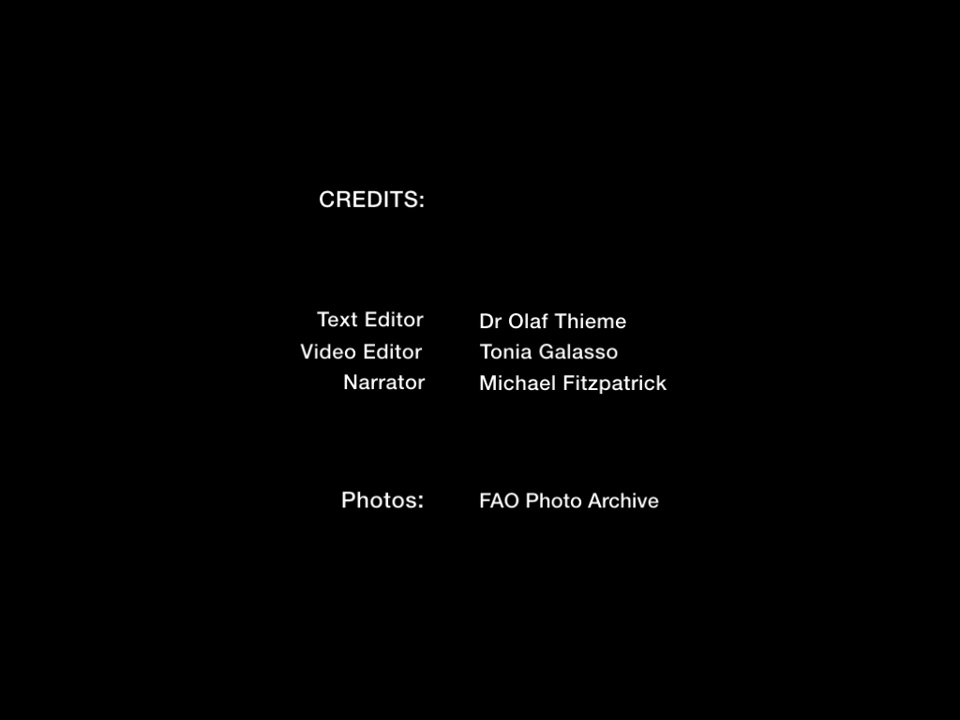 CREDITS:
Text Editor Dr Olaf Thieme
Video Editor Tonia Galasso
Narrator Michael Fitzpatrick
Photos: FAO Photo Archive